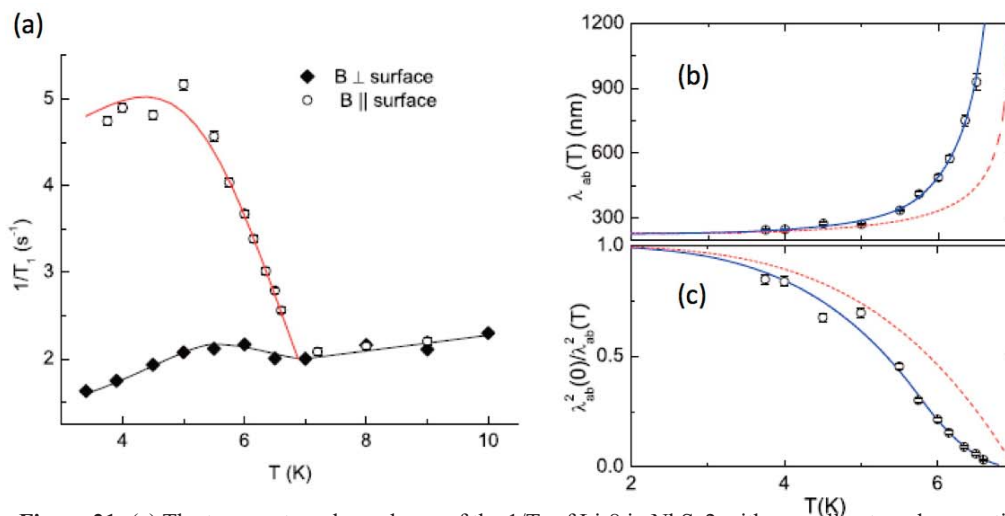 (a)
5
4
3
2
1/T₁ (s⁻¹)
◆ B ⊥ surface
○ B || surface
4 6 8 10
T (K)
(b)
1200
900
600
300
λ ab(T) (nm)
(c)
1.0
0.5
0.0
λ²ab(0)/λ²ab(T)
2 4 6
T(K)